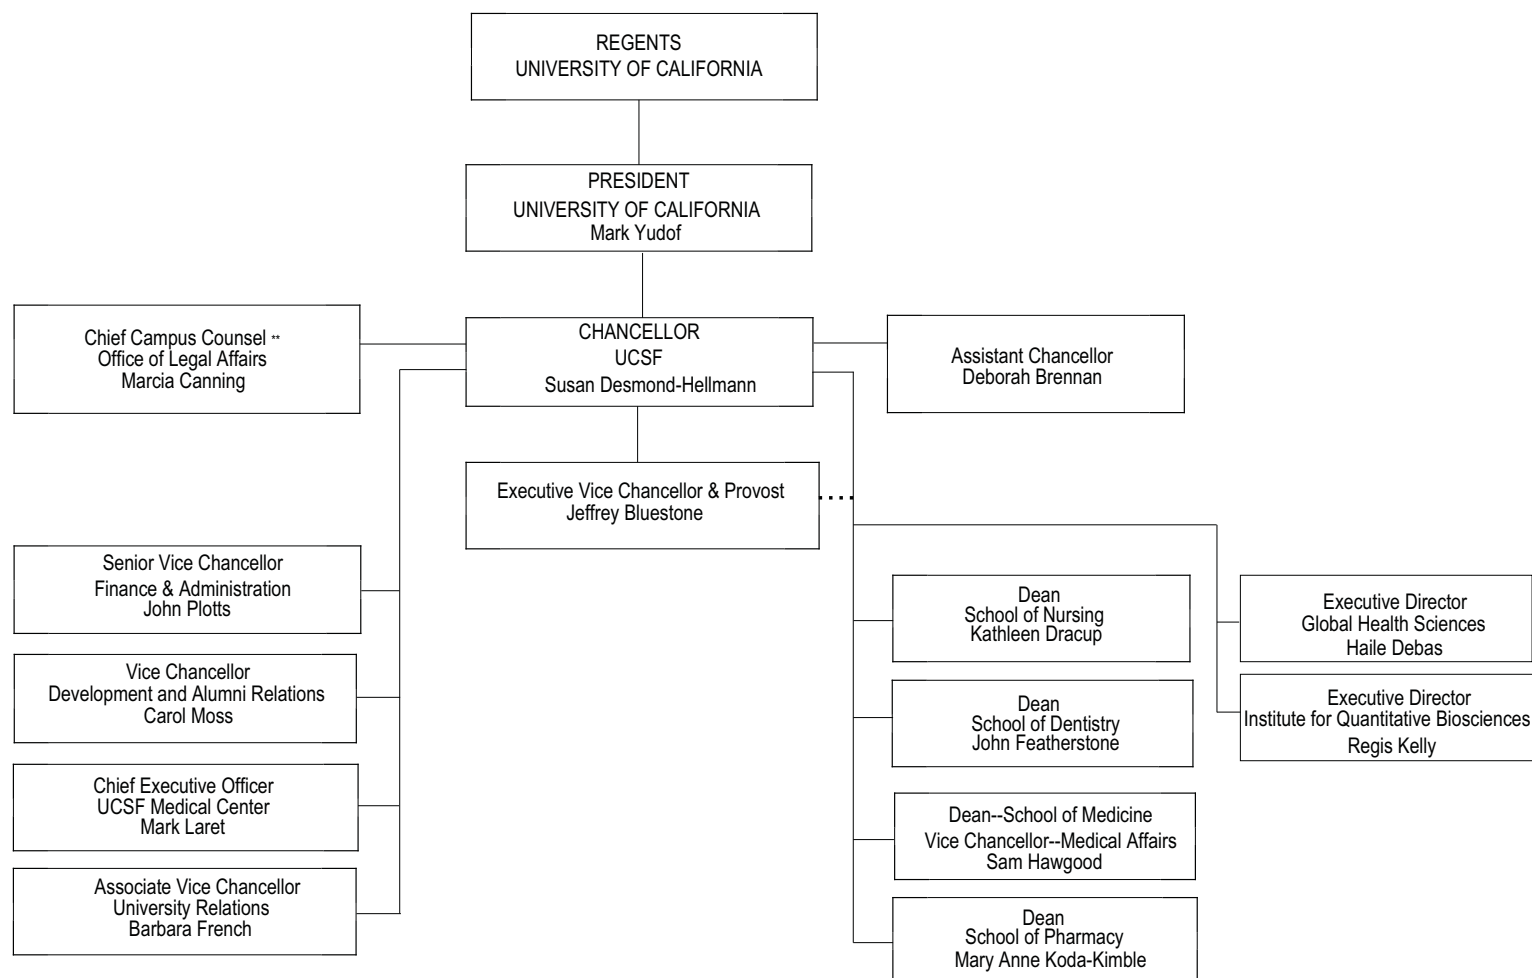 REGENTS
UNIVERSITY OF CALIFORNIA
PRESIDENT
UNIVERSITY OF CALIFORNIA
Mark Yudof
Chief Campus Counsel **
Office of Legal Affairs
Marcia Canning
CHANCELLOR
UCSF
Susan Desmond-Hellmann
Assistant Chancellor
Deborah Brennan
Executive Vice Chancellor & Provost
Jeffrey Bluestone
Senior Vice Chancellor
Finance & Administration
John Plotts
Vice Chancellor
Development and Alumni Relations
Carol Moss
Chief Executive Officer
UCSF Medical Center
Mark Laret
Associate Vice Chancellor
University Relations
Barbara French
Dean
School of Nursing
Kathleen Dracup
Dean
School of Dentistry
John Featherstone
Dean--School of Medicine
Vice Chancellor--Medical Affairs
Sam Hawgood
Dean
School of Pharmacy
Mary Anne Koda-Kimble
Executive Director
Global Health Sciences
Haile Debas
Executive Director
Institute for Quantitative Biosciences
Regis Kelly